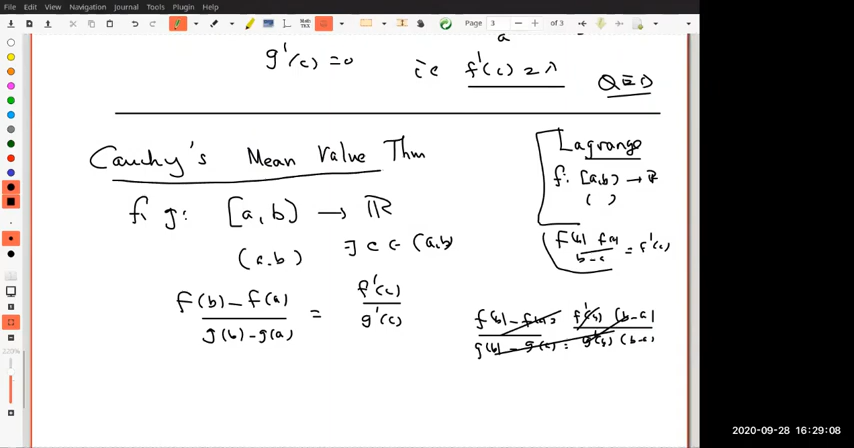 File Edit View Navigation Journal Tools Plugin Help
Page 3 of 3
a
g'(c) = 0
ie f'(c) = λ
QED
Cauchy's Mean Value Thm
f, g: [a, b] → ℝ
(a, b) ∃ c ∈ (a, b)
f(b) – f(a) / g(b) – g(a) = f'(c) / g'(c)
Lagrange
f: [a, b] → ℝ
( )
f(b) f(a) / b – a = f'(c)
f(b) – f(a) f'(c) (b – a)
g(b) – g(a) = g'(c) (b – a)
220%
2020-09-28 16:29:08